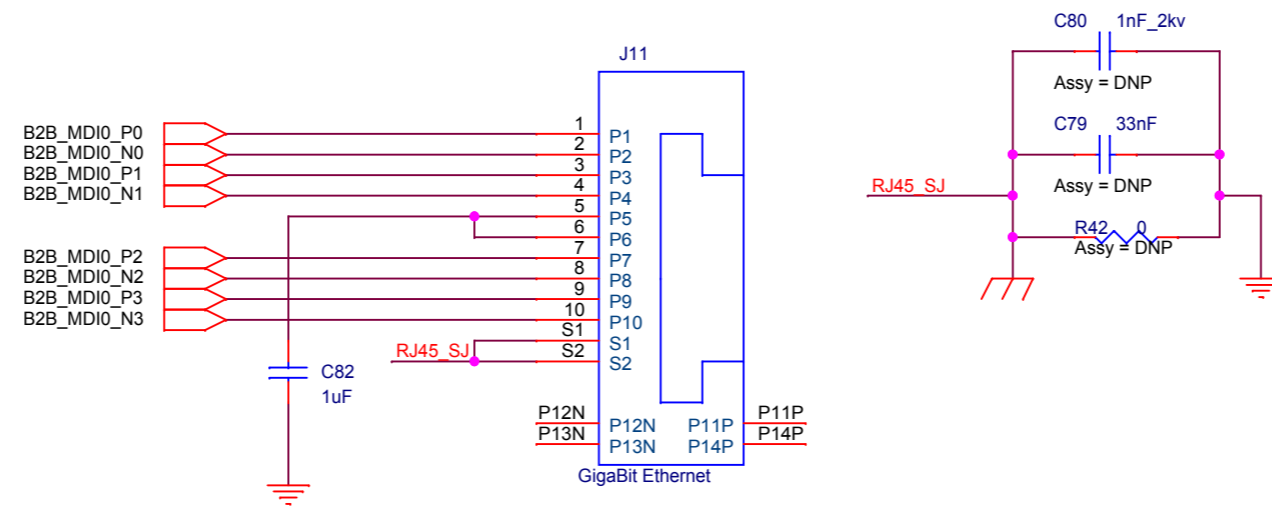 J11
B2B_MDI0_P0
B2B_MDI0_N0
B2B_MDI0_P1
B2B_MDI0_N1
B2B_MDI0_P2
B2B_MDI0_N2
B2B_MDI0_P3
B2B_MDI0_N3
1 P1
2 P2
3 P3
4 P4
5 P5
6 P6
7 P7
8 P8
9 P9
10 P10
S1 S1
S2 S2
RJ45_SJ
C82
1uF
P12N P12N P11P P11P
P13N P13N P14P P14P
GigaBit Ethernet
C80 1nF_2kv
Assy = DNP
C79 33nF
Assy = DNP
RJ45_SJ
R42 0
Assy = DNP